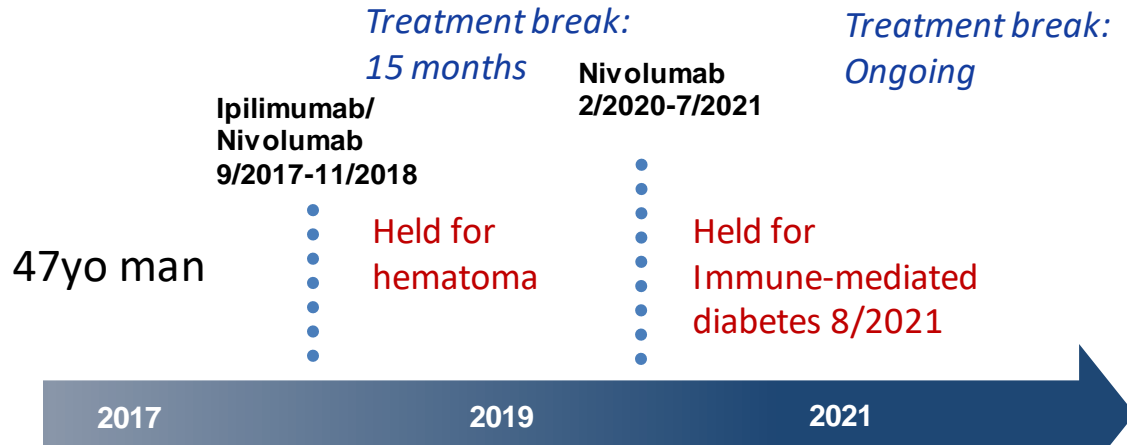 Treatment break:
15 months
Treatment break:
Ongoing
Ipilimumab/
Nivolumab
9/2017-11/2018
Nivolumab
2/2020-7/2021
47yo man
Held for
hematoma
Held for
Immune-mediated
diabetes 8/2021
2017
2019
2021